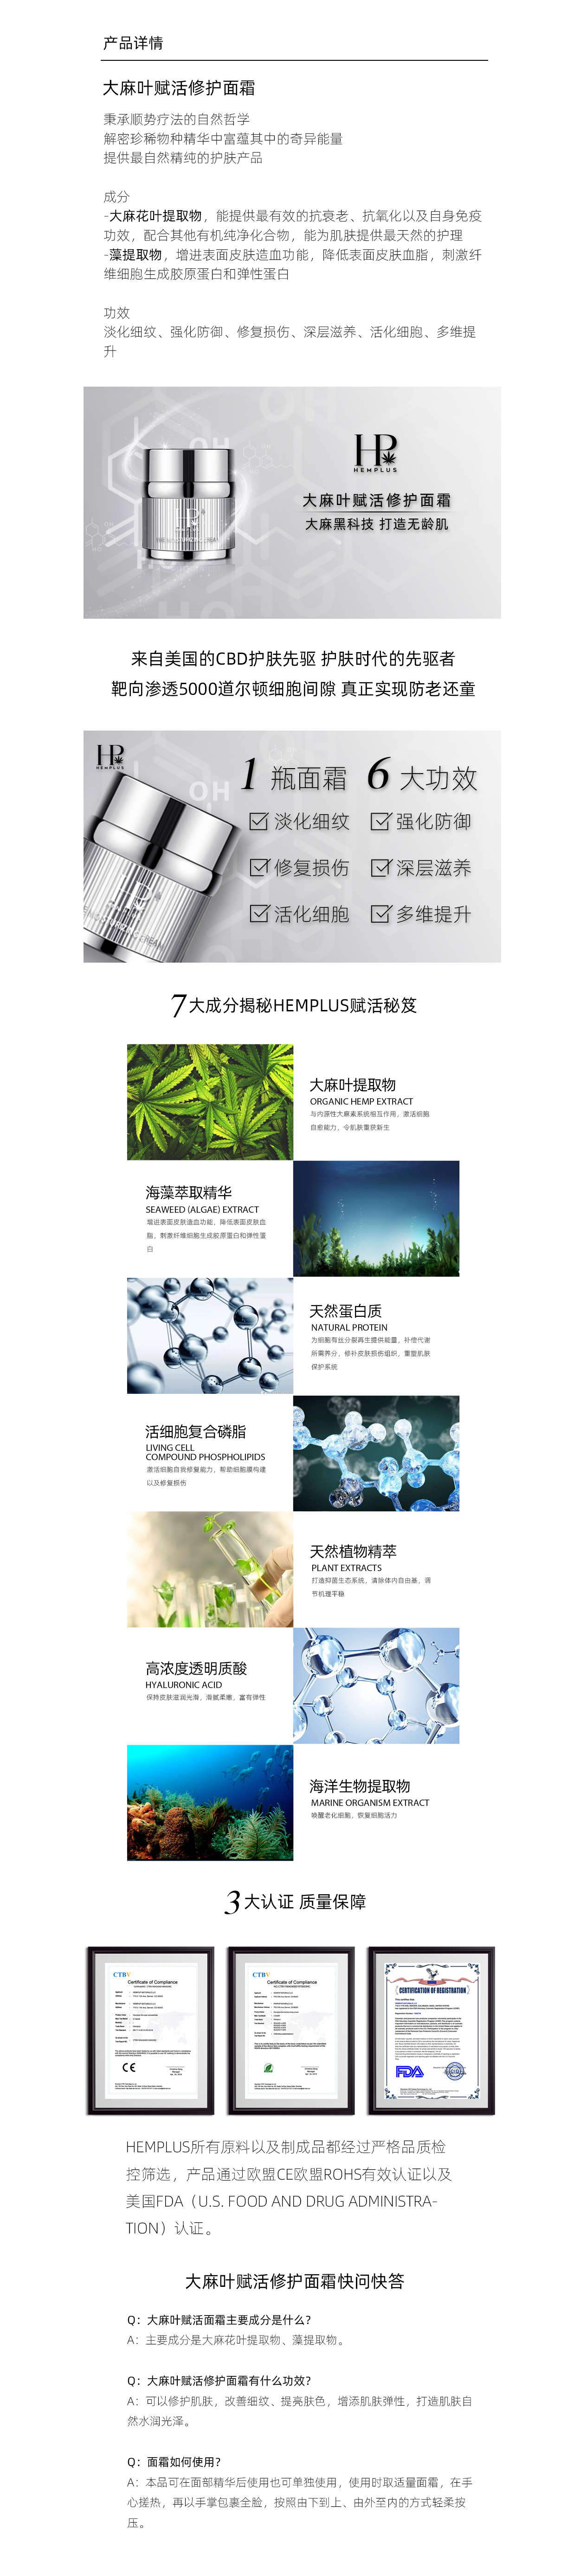 产品详情
大麻叶赋活修护面霜
秉承顺势疗法的自然哲学
解密珍稀物种精华中富蕴其中的奇异能量
提供最自然精纯的护肤产品
成分
-大麻花叶提取物，能提供最有效的抗衰老、抗氧化以及自身免疫
功效，配合其他有机纯净化合物，能为肌肤提供最天然的护理
-藻提取物，增进表面皮肤造血功能，降低表面皮肤血脂，刺激纤
维细胞生成胶原蛋白和弹性蛋白
功效
淡化细纹、强化防御、修复损伤、深层滋养、活化细胞、多维提
升
HP
HEMPLUS
大麻叶赋活修护面霜
大麻黑科技 打造无龄肌
来自美国的CBD护肤先驱 护肤时代的先驱者
靶向渗透5000道尔顿细胞间隙 真正实现防老还童
HP
HEMPLUS
1 瓶面霜 6 大功效
淡化细纹 强化防御
修复损伤 深层滋养
活化细胞 多维提升
7大成分揭秘HEMPLUS赋活秘笈
大麻叶提取物
ORGANIC HEMP EXTRACT
与内源性大麻素系统相互作用，激活细胞
自愈能力，令肌肤重获新生
海藻萃取精华
SEAWEED (ALGAE) EXTRACT
增进表面皮肤造血功能，降低表面皮肤血
脂，刺激纤维细胞生成胶原蛋白和弹性蛋
白
天然蛋白质
NATURAL PROTEIN
为细胞有丝分裂再生提供能量，补偿代谢
所需养分，修补皮肤损伤组织，重塑肌肤
保护系统
活细胞复合磷脂
LIVING CELL
COMPOUND PHOSPHOLIPIDS
激活细胞自我修复能力，帮助细胞膜构建
以及修复损伤
天然植物精萃
PLANT EXTRACTS
打造抑菌生态系统，清除体内自由基，调
节机理平稳
高浓度透明质酸
HYALURONIC ACID
保持皮肤滋润光滑，滑腻柔嫩，富有弹性
海洋生物提取物
MARINE ORGANISM EXTRACT
唤醒老化细胞，恢复细胞活力
3大认证 质量保障
CTBV
Certificate of Compliance
CE
CTBV
Certificate of Compliance
CERTIFICATION OF REGISTRATION
FDA
HEMPLUS所有原料以及制成品都经过严格品质检
控筛选，产品通过欧盟CE欧盟ROHS有效认证以及
美国FDA（U.S. FOOD AND DRUG ADMINISTRA-
TION）认证。
大麻叶赋活修护面霜快问快答
Q：大麻叶赋活面霜主要成分是什么？
A：主要成分是大麻花叶提取物、藻提取物。
Q：大麻叶赋活修护面霜有什么功效？
A：可以修护肌肤，改善细纹、提亮肤色，增添肌肤弹性，打造肌肤自
然水润光泽。
Q：面霜如何使用？
A：本品可在面部精华后使用也可单独使用，使用时取适量面霜，在手
心搓热，再以手掌包裹全脸，按照由下到上、由外至内的方式轻柔按
压。